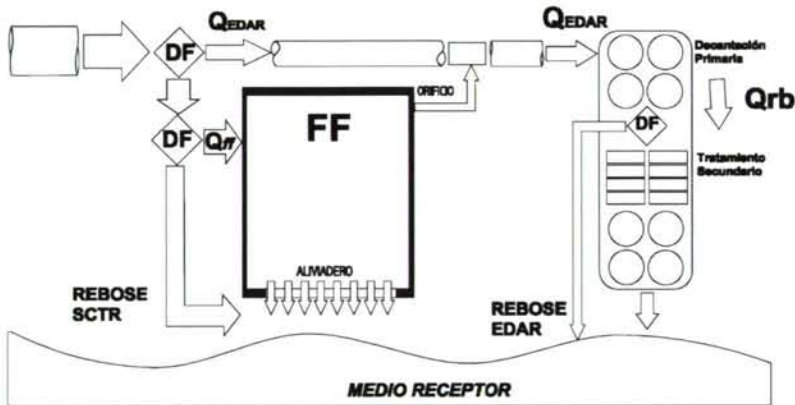 QEDAR
QEDAR
DF
Decantación
Primaria
ORIFICIO
Qrb
FF
DF
DF
Qff
Tratamiento
Secundario
ALIVIADERO
REBOSE
SCTR
REBOSE
EDAR
MEDIO RECEPTOR